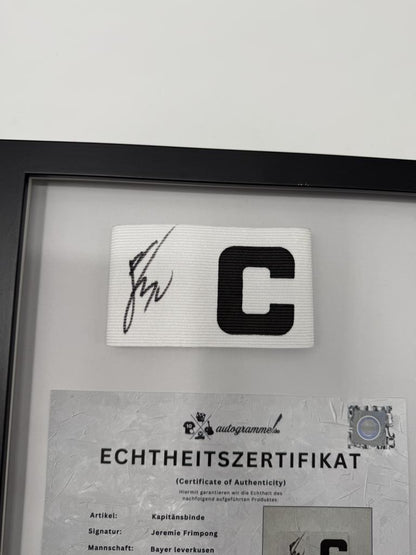 C
autogramme.de
ECHTHEITSZERTIFIKAT
(Certificate of Authenticity)
Hiermit garantieren wir die Echtheit des
nachfolgend aufgeführten Produktes:
Artikel: Kapitänsbinde
Signatur: Jeremie Frimpong
Mannschaft: Bayer leverkusen
C